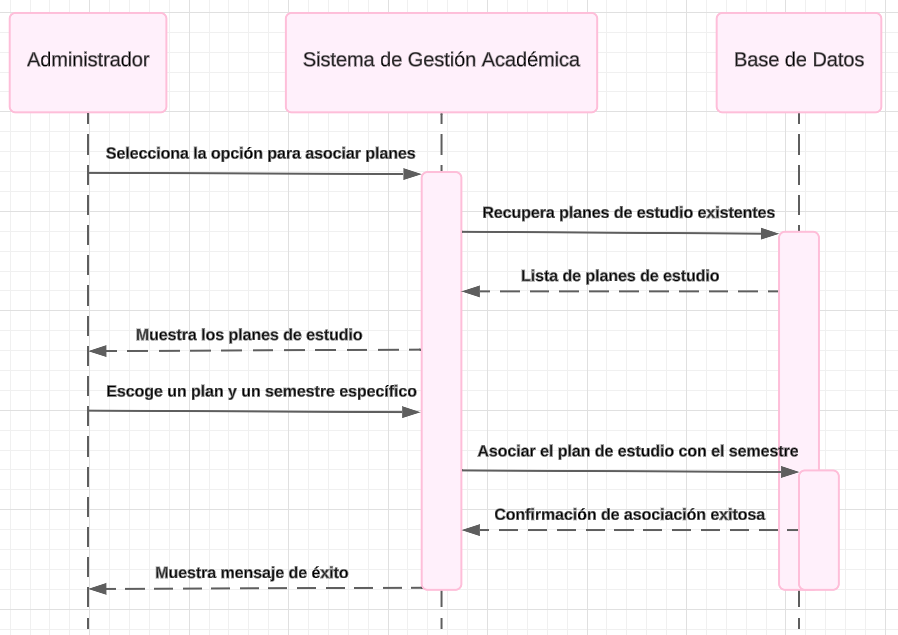 Administrador
Sistema de Gestión Académica
Base de Datos
Selecciona la opción para asociar planes
Recupera planes de estudio existentes
Lista de planes de estudio
Muestra los planes de estudio
Escoge un plan y un semestre específico
Asociar el plan de estudio con el semestre
Confirmación de asociación exitosa
Muestra mensaje de éxito